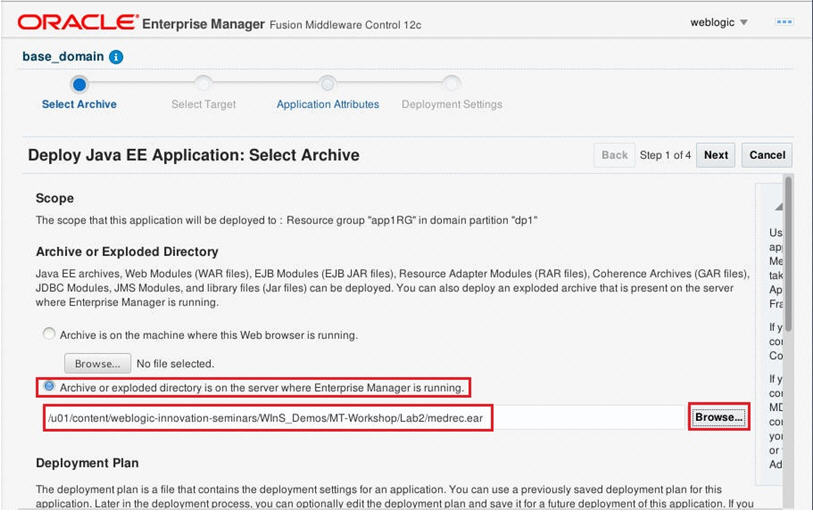 ORACLE® Enterprise Manager Fusion Middleware Control 12c
weblogic
base_domain
Select Archive
Select Target
Application Attributes
Deployment Settings
Deploy Java EE Application: Select Archive
Back Step 1 of 4 Next Cancel
Scope
The scope that this application will be deployed to : Resource group "app1RG" in domain partition "dp1"
Archive or Exploded Directory
Java EE archives, Web Modules (WAR files), EJB Modules (EJB JAR files), Resource Adapter Modules (RAR files), Coherence Archives (GAR files),
JDBC Modules, JMS Modules, and library files (Jar files) can be deployed. You can also deploy an exploded archive that is present on the server
where Enterprise Manager is running.
Archive is on the machine where this Web browser is running.
Browse... No file selected.
Archive or exploded directory is on the server where Enterprise Manager is running.
/u01/content/weblogic-innovation-seminars/WInS_Demos/MT-Workshop/Lab2/medrec.ear
Browse...
Deployment Plan
The deployment plan is a file that contains the deployment settings for an application. You can use a previously saved deployment plan for this
application. Later in the deployment process, you can optionally edit the deployment plan and save it for a future deployment of this application. If you
Us
ap
Me
tak
Ap
Fra
If y
con
Co
If y
con
MD
con
you
or
Ad